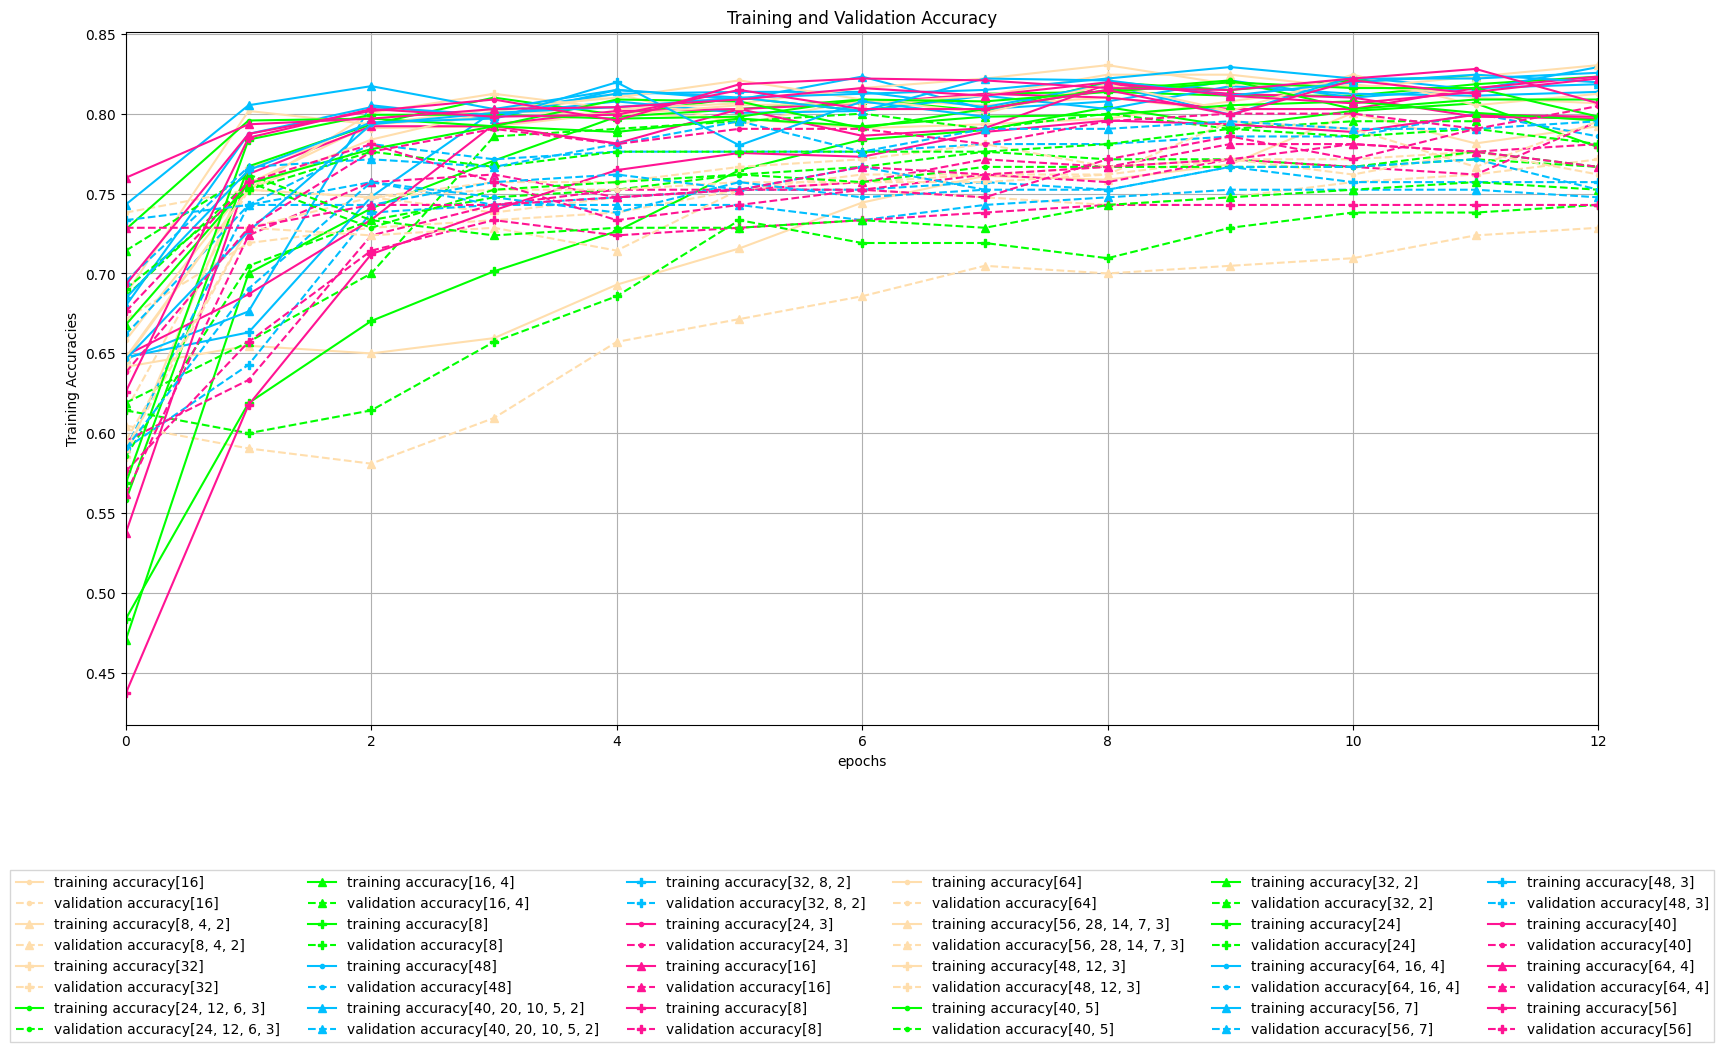 Training and Validation Accuracy
0.85
0.80
0.75
0.70
0.65
0.60
0.55
0.50
0.45
Training Accuracies
0 2 4 6 8 10 12
epochs
training accuracy[16]
validation accuracy[16]
training accuracy[8, 4, 2]
validation accuracy[8, 4, 2]
training accuracy[32]
validation accuracy[32]
training accuracy[24, 12, 6, 3]
validation accuracy[24, 12, 6, 3]
training accuracy[16, 4]
validation accuracy[16, 4]
training accuracy[8]
validation accuracy[8]
training accuracy[48]
validation accuracy[48]
training accuracy[40, 20, 10, 5, 2]
validation accuracy[40, 20, 10, 5, 2]
training accuracy[32, 8, 2]
validation accuracy[32, 8, 2]
training accuracy[24, 3]
validation accuracy[24, 3]
training accuracy[16]
validation accuracy[16]
training accuracy[8]
validation accuracy[8]
training accuracy[64]
validation accuracy[64]
training accuracy[56, 28, 14, 7, 3]
validation accuracy[56, 28, 14, 7, 3]
training accuracy[48, 12, 3]
validation accuracy[48, 12, 3]
training accuracy[40, 5]
validation accuracy[40, 5]
training accuracy[32, 2]
validation accuracy[32, 2]
training accuracy[24]
validation accuracy[24]
training accuracy[64, 16, 4]
validation accuracy[64, 16, 4]
training accuracy[56, 7]
validation accuracy[56, 7]
training accuracy[48, 3]
validation accuracy[48, 3]
training accuracy[40]
validation accuracy[40]
training accuracy[64, 4]
validation accuracy[64, 4]
training accuracy[56]
validation accuracy[56]